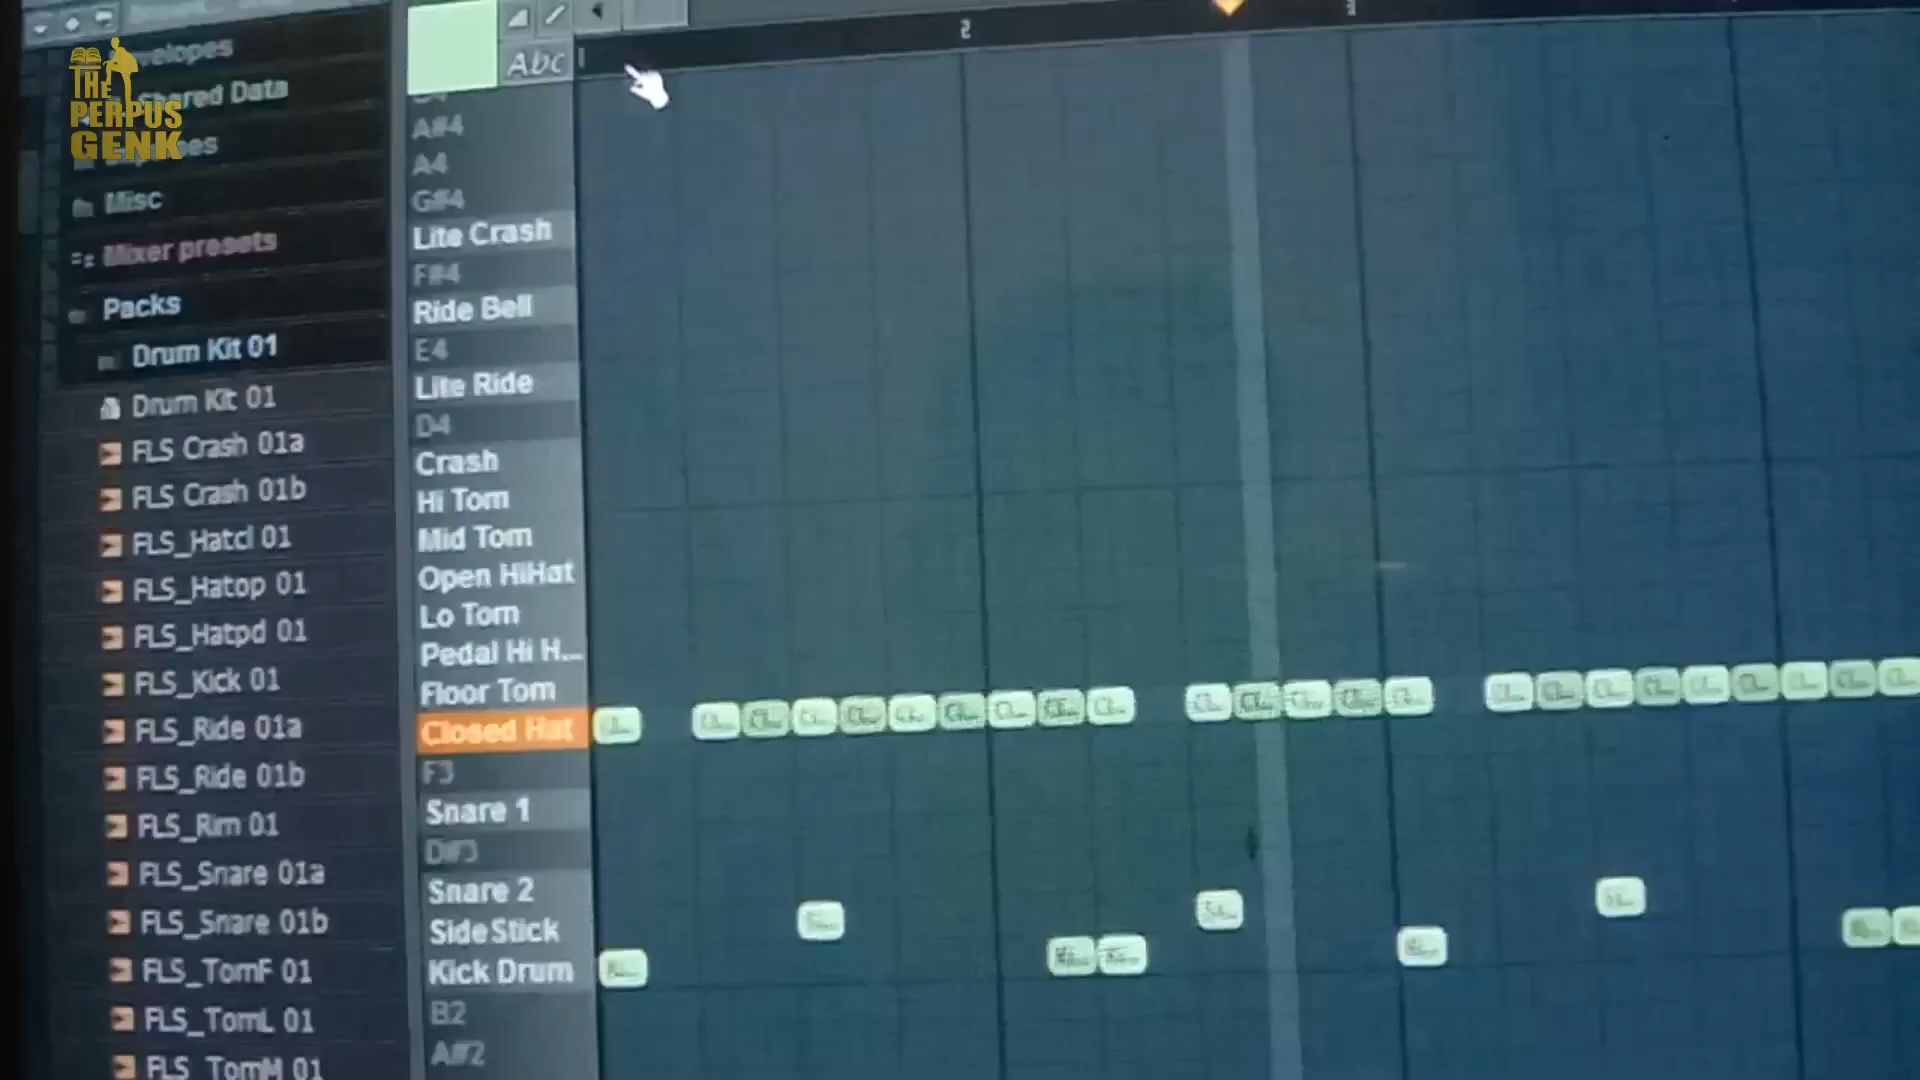 THE
PERPUS
GENK
Shared Data
Misc
Mixer presets
Packs
Drum Kit 01
Drum Kit 01
FLS Crash 01a
FLS Crash 01b
FLS_Hatcl 01
FLS_Hatop 01
FLS_Hatpd 01
FLS_Kick 01
FLS_Ride 01a
FLS_Ride 01b
FLS_Rim 01
FLS_Snare 01a
FLS_Snare 01b
FLS_TomF 01
FLS_TomL 01
FLS_TomM 01
Abc
2
3
A#4
A4
G#4
Lite Crash
F#4
Ride Bell
E4
Lite Ride
D4
Crash
Hi Tom
Mid Tom
Open HiHat
Lo Tom
Pedal Hi H...
Floor Tom
Closed Hat
F3
Snare 1
D#3
Snare 2
Side Stick
Kick Drum
B2
A#2